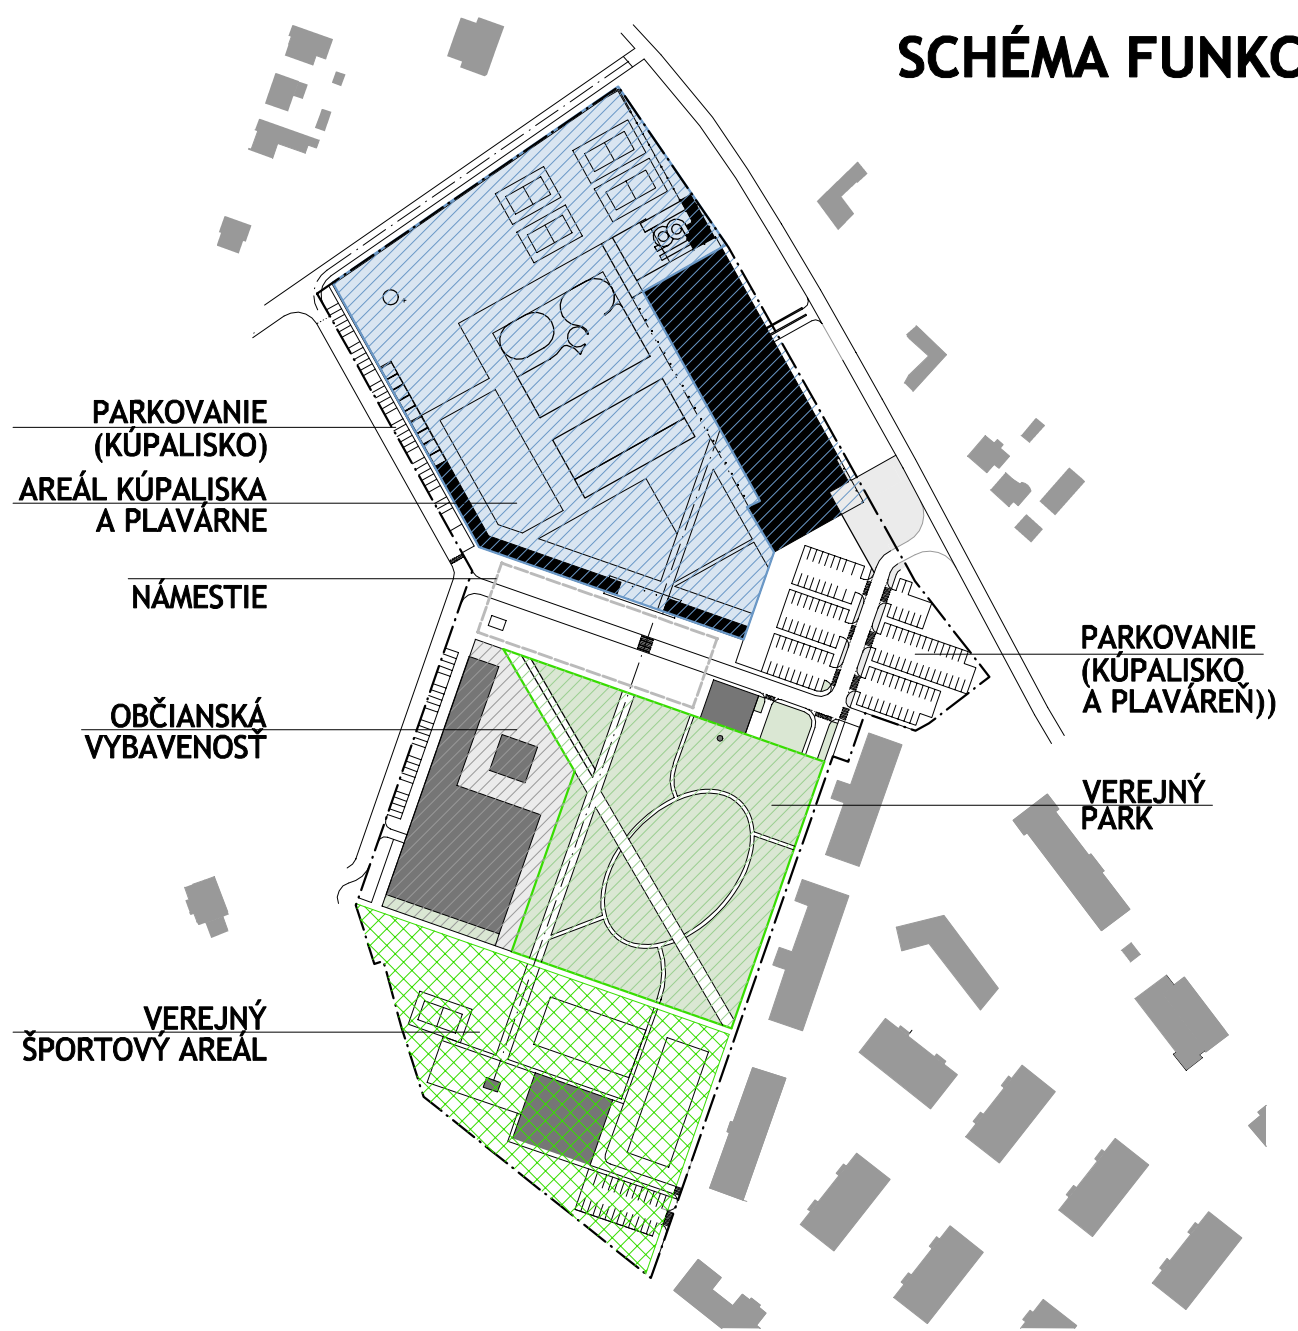 SCHÉMA FUNKC
PARKOVANIE
(KÚPALISKO)
AREÁL KÚPALISKA
A PLAVÁRNE
NÁMESTIE
OBČIANSKÁ
VYBAVENOSŤ
VEREJNÝ
ŠPORTOVÝ AREÁL
PARKOVANIE
(KÚPALISKO
A PLAVÁREŇ))
VEREJNÝ
PARK